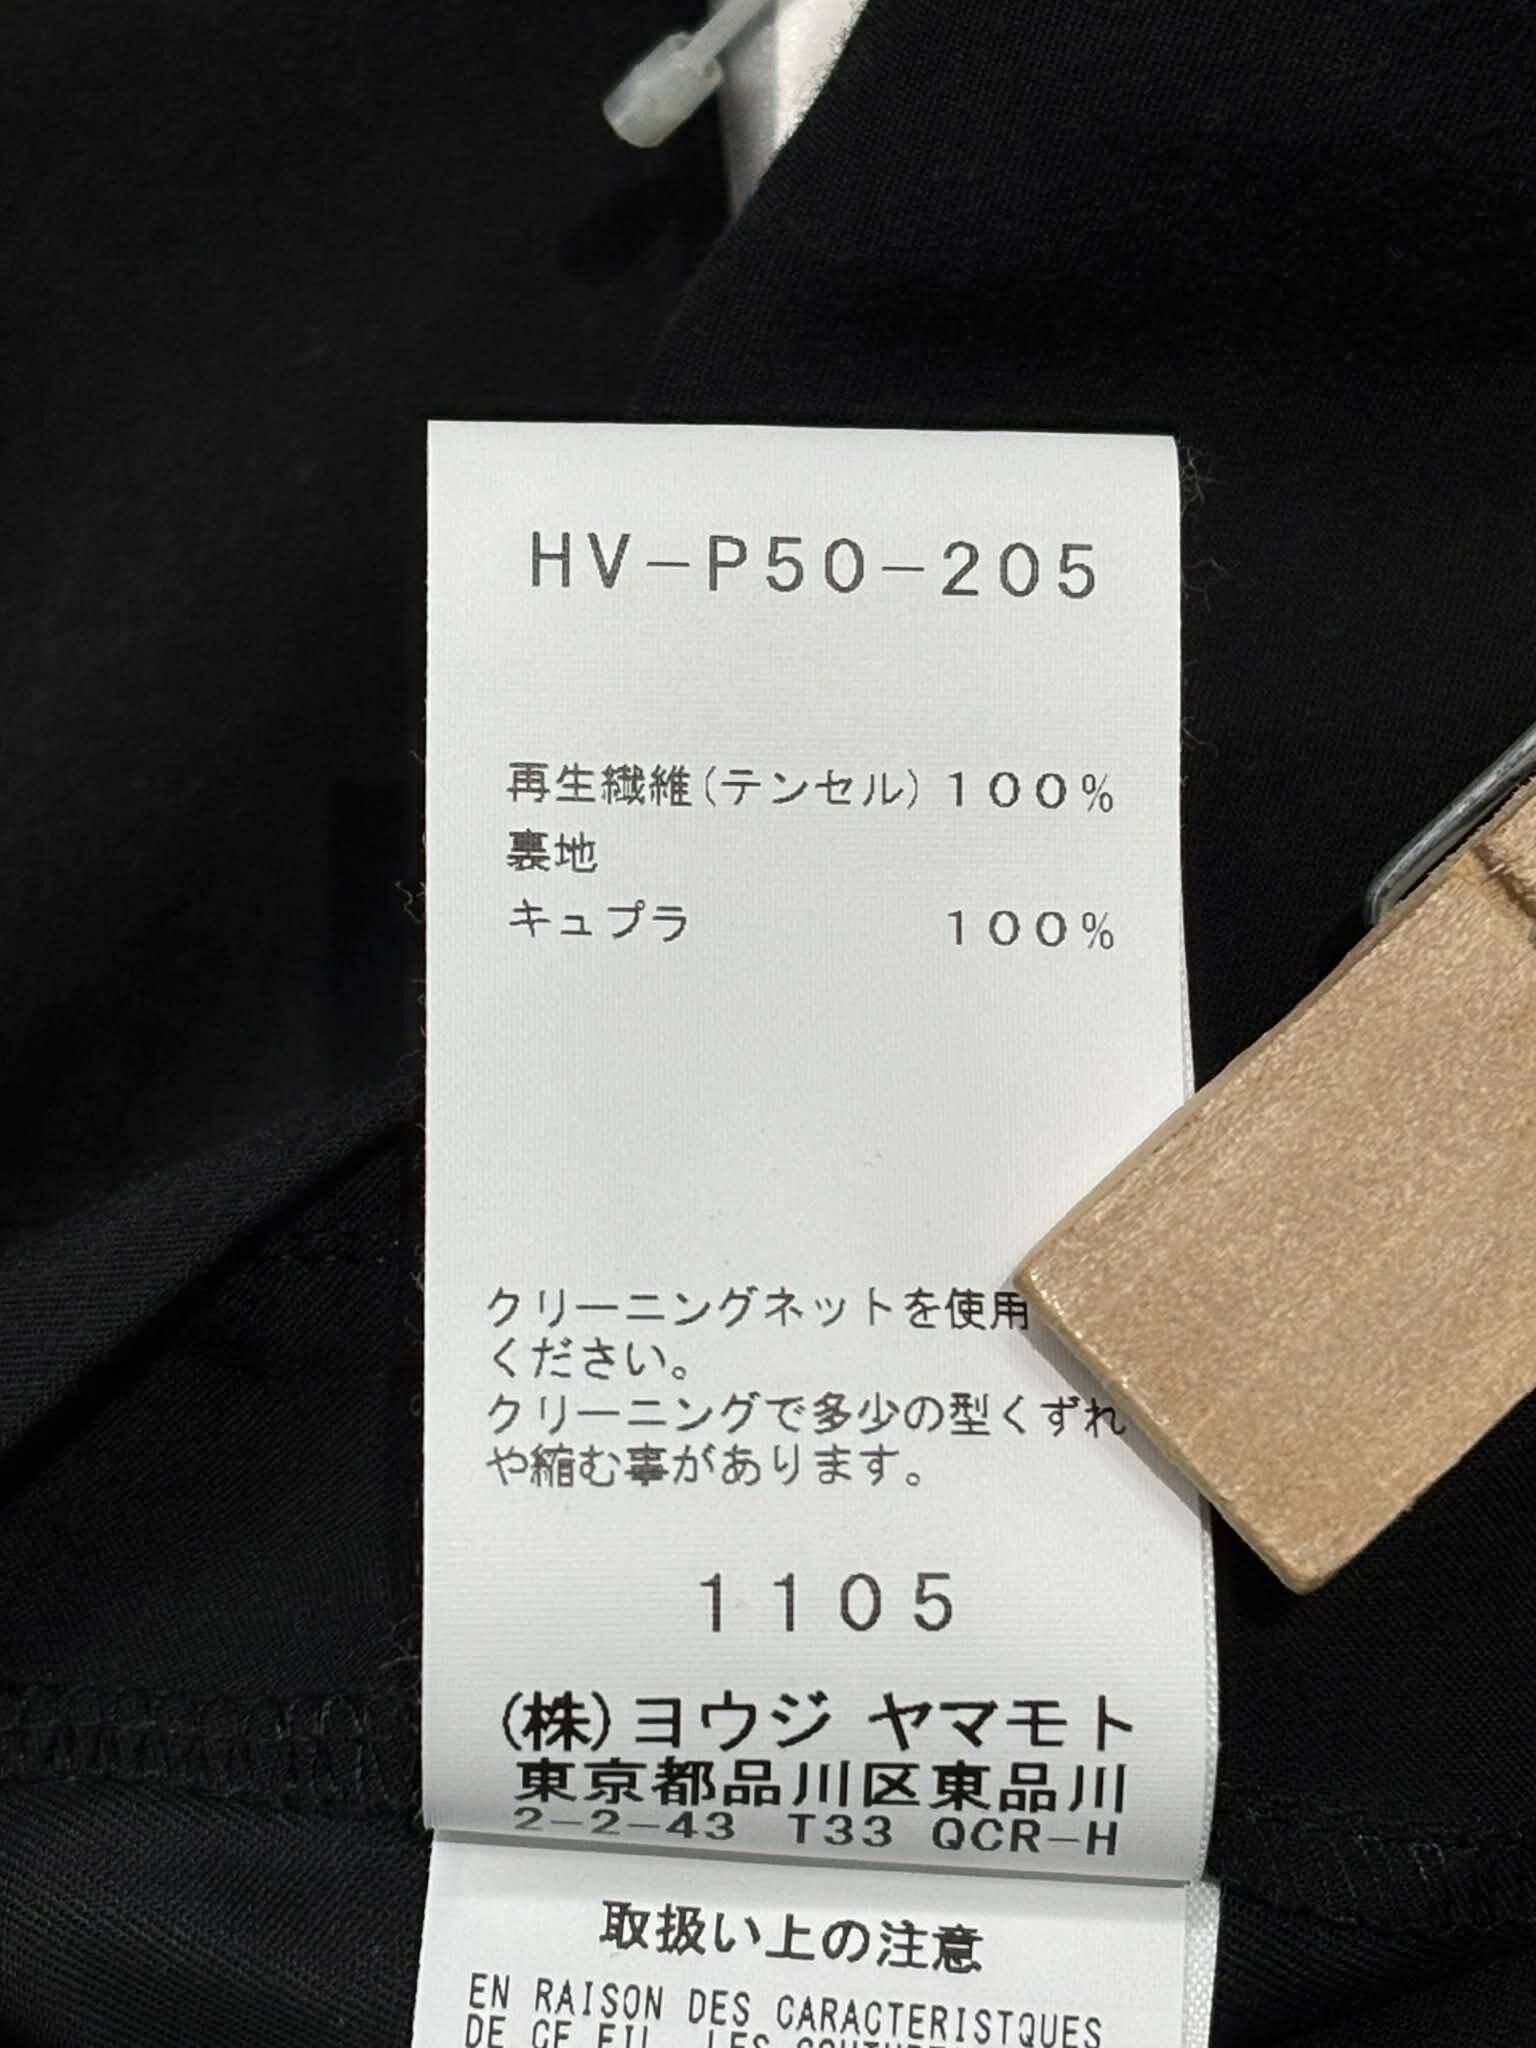 HV-P50-205
再生繊維(テンセル)100%
裏地
キュプラ 100%
クリーニングネットを使用
ください。
クリーニングで多少の型くずれ
や縮む事があります。
1105
(株)ヨウジ ヤマモト
東京都品川区東品川
2-2-43 T33 QCR-H
取扱い上の注意
EN RAISON DES CARACTERISTQUES
DE CE FIL, LES